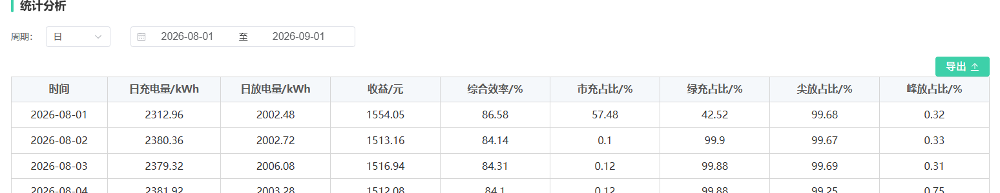 统计分析
周期： 日 2026-08-01 至 2026-09-01
导出
时间 日充电量/kWh 日放电量/kWh 收益/元 综合效率/% 市充占比/% 绿充占比/% 尖放占比/% 峰放占比/%
2026-08-01 2312.96 2002.48 1554.05 86.58 57.48 42.52 99.68 0.32
2026-08-02 2380.36 2002.72 1513.16 84.14 0.1 99.9 99.67 0.33
2026-08-03 2379.32 2006.08 1516.94 84.31 0.12 99.88 99.69 0.31
2026-08-04 2381.92 2003.28 1512.08 84.1 0.12 99.88 99.25 0.75